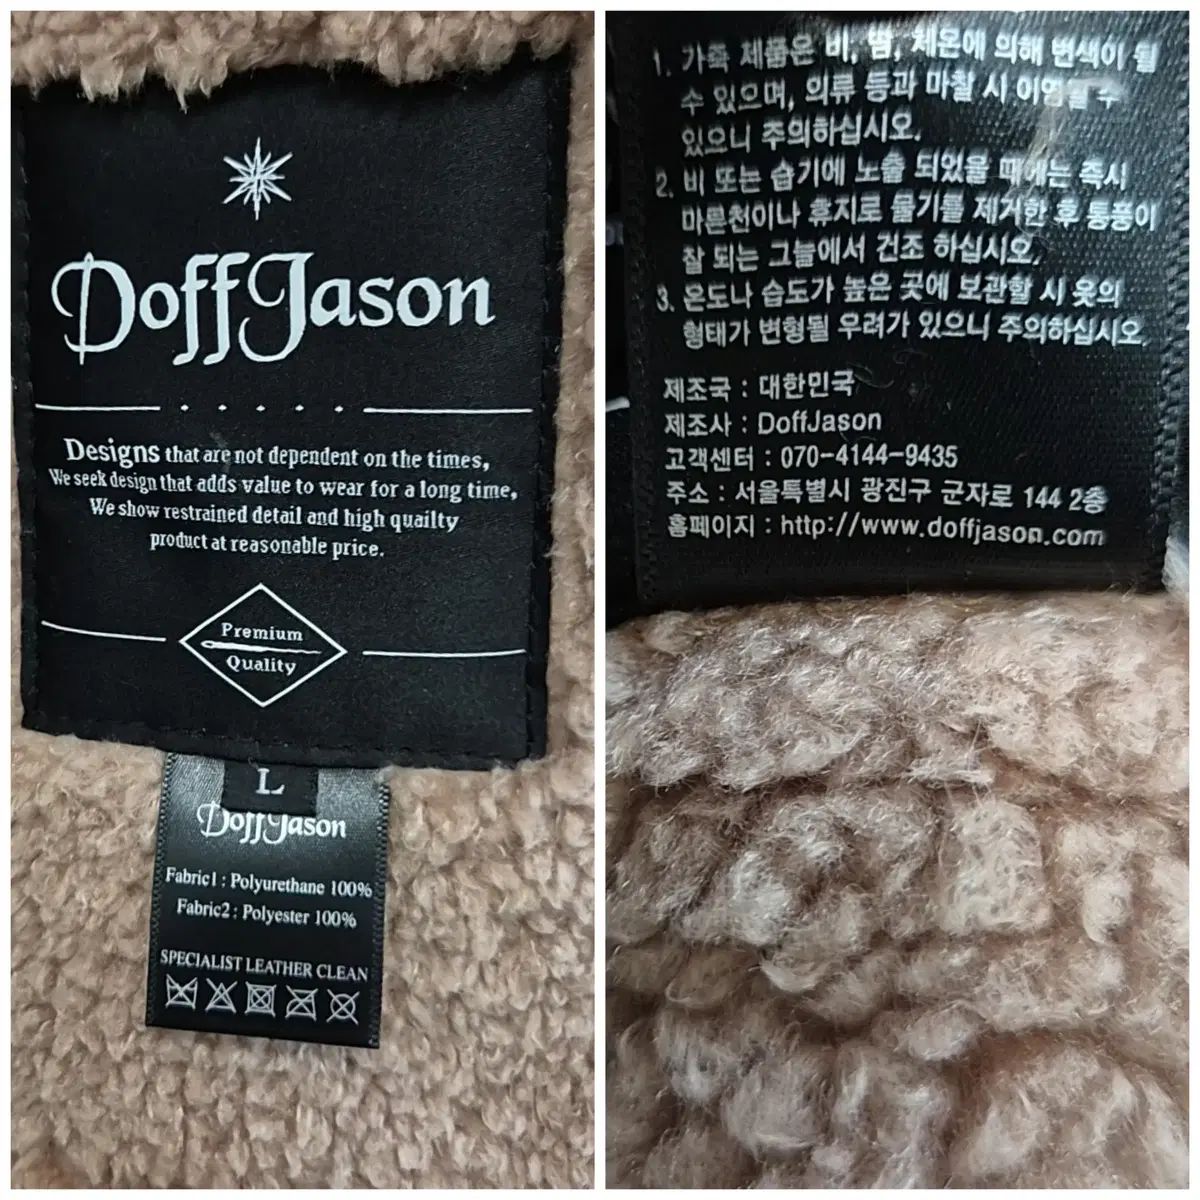 Doff Jason
Designs that are not dependent on the times,
We seek design that adds value to wear for a long time,
We show restrained detail and high quailty
product at reasonable price.
Premium
Quality
L
DoffJason
Fabric1 : Polyurethane 100%
Fabric2 : Polyester 100%
SPECIALIST LEATHER CLEAN
1. 가죽 제품은 비, 땀, 체온에 의해 변색이 될
수 있으며, 의류 등과 마찰 시 이염될 수
있으니 주의하십시오.
2. 비 또는 습기에 노출 되었을 때에는 즉시
마른천이나 휴지로 물기를 제거한 후 통풍이
잘 되는 그늘에서 건조 하십시오.
3. 온도나 습도가 높은 곳에 보관할 시 옷의
형태가 변형될 우려가 있으니 주의하십시오.
제조국 : 대한민국
제조사 : DoffJason
고객센터 : 070-4144-9435
주소 : 서울특별시 광진구 군자로 144 2층
홈페이지 : http://www.doffjason.com